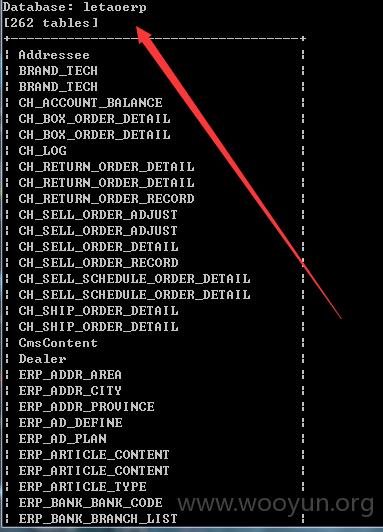 Database: letaoerp
[262 tables]
+-----------------------------------+
¦ Addressee ¦
¦ BRAND_TECH ¦
¦ BRAND_TECH ¦
¦ CH_ACCOUNT_BALANCE ¦
¦ CH_BOX_ORDER_DETAIL ¦
¦ CH_BOX_ORDER_DETAIL ¦
¦ CH_LOG ¦
¦ CH_RETURN_ORDER_DETAIL ¦
¦ CH_RETURN_ORDER_DETAIL ¦
¦ CH_RETURN_ORDER_RECORD ¦
¦ CH_SELL_ORDER_ADJUST ¦
¦ CH_SELL_ORDER_ADJUST ¦
¦ CH_SELL_ORDER_DETAIL ¦
¦ CH_SELL_ORDER_RECORD ¦
¦ CH_SELL_SCHEDULE_ORDER_DETAIL ¦
¦ CH_SELL_SCHEDULE_ORDER_DETAIL ¦
¦ CH_SHIP_ORDER_DETAIL ¦
¦ CH_SHIP_ORDER_DETAIL ¦
¦ CmsContent ¦
¦ Dealer ¦
¦ ERP_ADDR_AREA ¦
¦ ERP_ADDR_CITY ¦
¦ ERP_ADDR_PROVINCE ¦
¦ ERP_AD_DEFINE ¦
¦ ERP_AD_PLAN ¦
¦ ERP_ARTICLE_CONTENT ¦
¦ ERP_ARTICLE_CONTENT ¦
¦ ERP_ARTICLE_TYPE ¦
¦ ERP_BANK_BANK_CODE ¦
¦ ERP_BANK_BRANCH_LIST ¦
www.wooyun.org